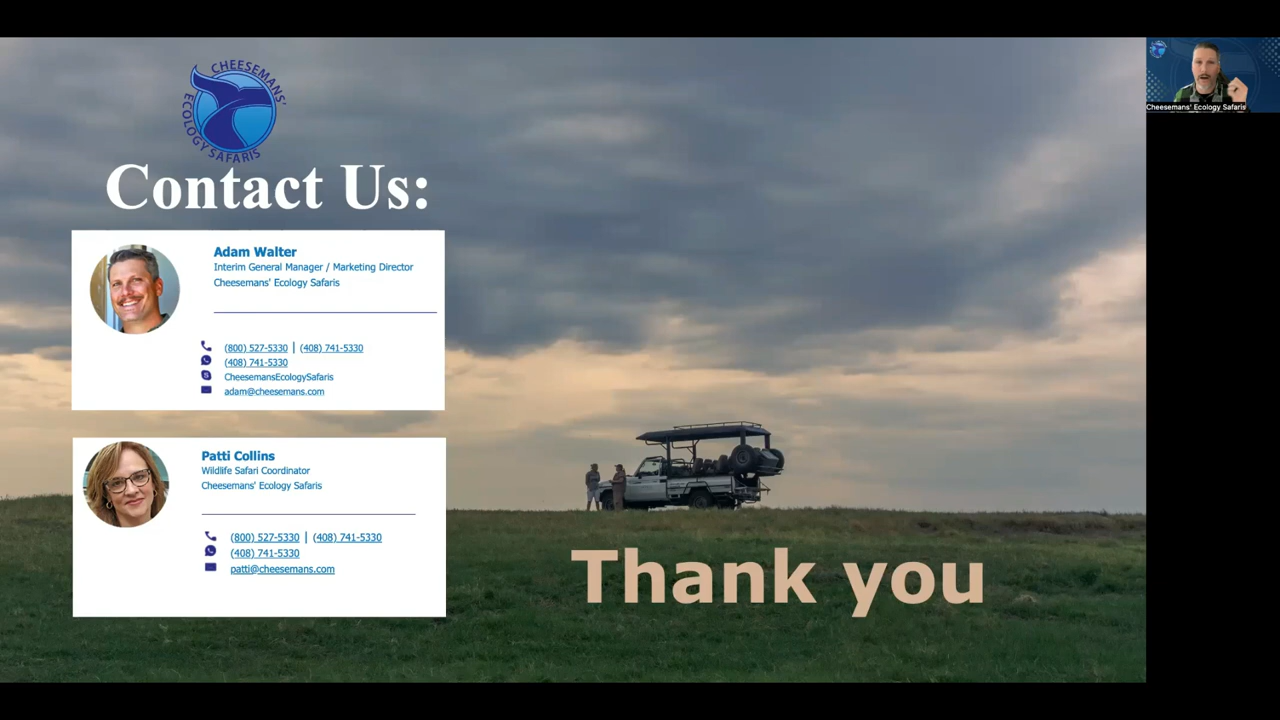 CHEESEMANS'
ECOLOGY SAFARIS
Contact Us:
Adam Walter
Interim General Manager / Marketing Director
Cheesemans' Ecology Safaris
(800) 527-5330 | (408) 741-5330
(408) 741-5330
CheesemansEcologySafaris
adam@cheesemans.com
Patti Collins
Wildlife Safari Coordinator
Cheesemans' Ecology Safaris
(800) 527-5330 | (408) 741-5330
(408) 741-5330
patti@cheesemans.com
Thank you
Cheesemans' Ecology Safaris